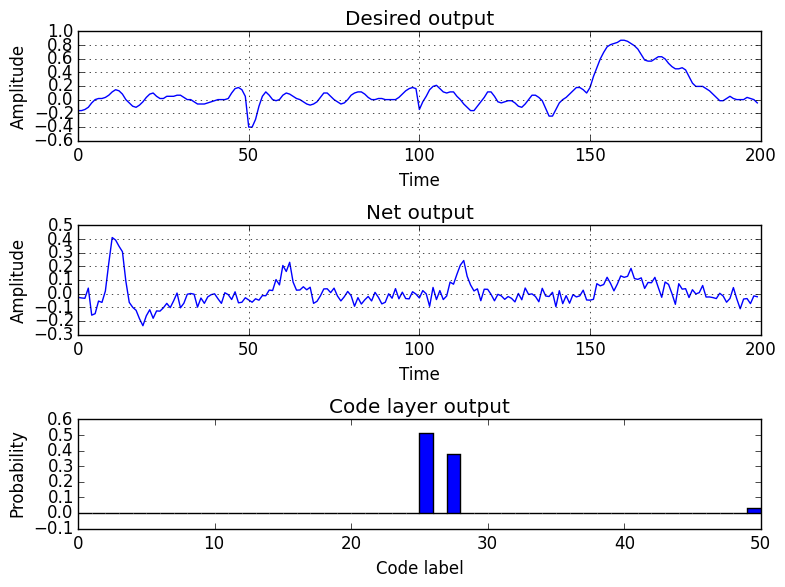 Desired output
1.0
0.8
0.6
0.4
0.2
0.0
−0.2
−0.4
−0.6
Amplitude
0 50 100 150 200
Time
Net output
0.5
0.4
0.3
0.2
0.1
0.0
−0.1
−0.2
−0.3
Amplitude
0 50 100 150 200
Time
Code layer output
0.6
0.5
0.4
0.3
0.2
0.1
0.0
−0.1
Probability
0 10 20 30 40 50
Code label